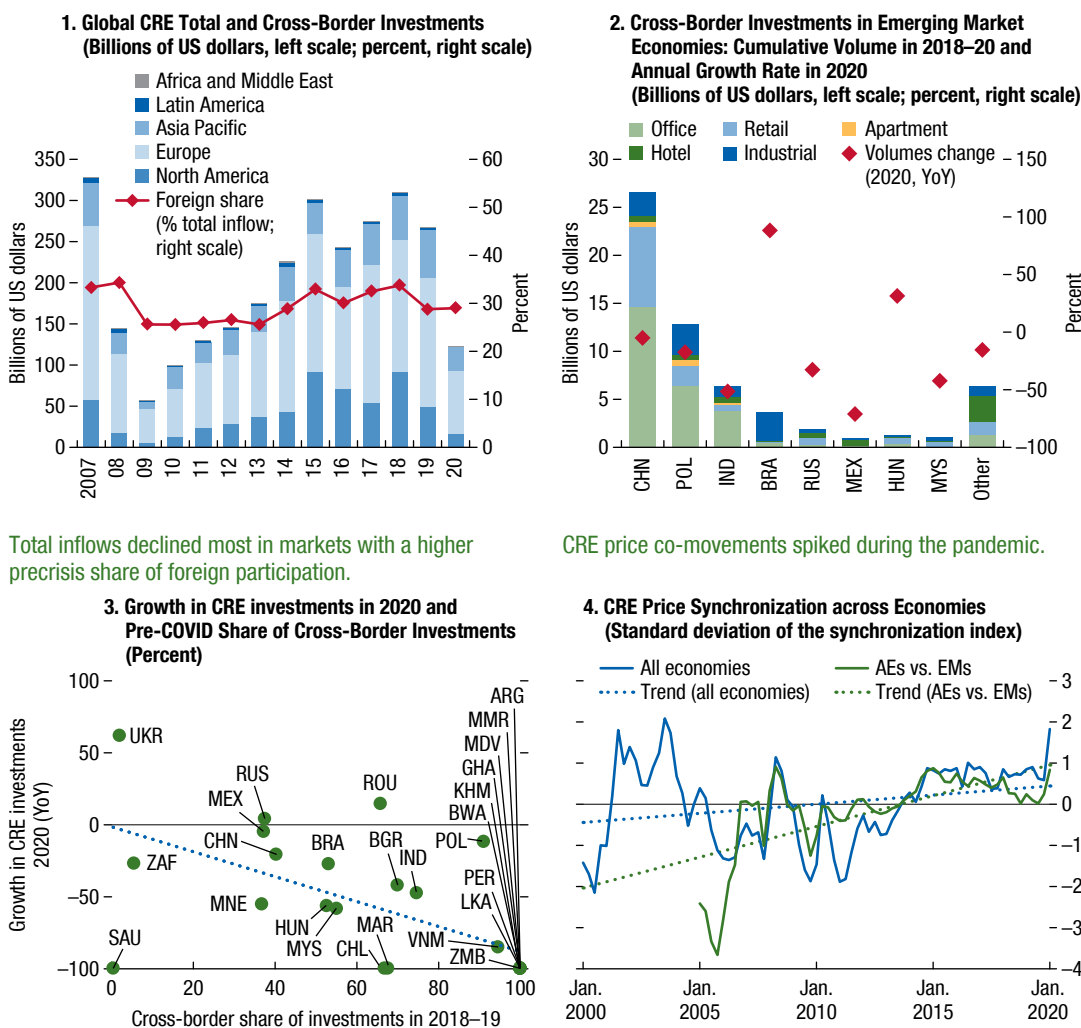 1. Global CRE Total and Cross-Border Investments
(Billions of US dollars, left scale; percent, right scale)
Africa and Middle East
Latin America
Asia Pacific
Europe
North America
Foreign share
(% total inflow;
right scale)
Billions of US dollars
350
300
250
200
150
100
50
0
60
50
40
30
20
10
0
Percent
2007
08
09
10
11
12
13
14
15
16
17
18
19
20
2. Cross-Border Investments in Emerging Market
Economies: Cumulative Volume in 2018–20 and
Annual Growth Rate in 2020
(Billions of US dollars, left scale; percent, right scale)
Office
Retail
Apartment
Hotel
Industrial
Volumes change
(2020, YoY)
Billions of US dollars
30
25
20
15
10
5
0
150
100
50
0
–50
–100
Percent
CHN
POL
IND
BRA
RUS
MEX
HUN
MYS
Other
Total inflows declined most in markets with a higher
precrisis share of foreign participation.
3. Growth in CRE investments in 2020 and
Pre-COVID Share of Cross-Border Investments
(Percent)
Growth in CRE investments
2020 (YoY)
100
50
0
–50
–100
UKR
ZAF
SAU
RUS
MEX
CHN
MNE
BRA
HUN
MYS
ROU
BGR
IND
MAR
CHL
POL
VNM
ARG
MMR
MDV
GHA
KHM
BWA
PER
LKA
ZMB
0
20
40
60
80
100
Cross-border share of investments in 2018–19
CRE price co-movements spiked during the pandemic.
4. CRE Price Synchronization across Economies
(Standard deviation of the synchronization index)
All economies
AEs vs. EMs
Trend (all economies)
Trend (AEs vs. EMs)
3
2
1
0
–1
–2
–3
–4
Jan.
2000
Jan.
2005
Jan.
2010
Jan.
2015
Jan.
2020